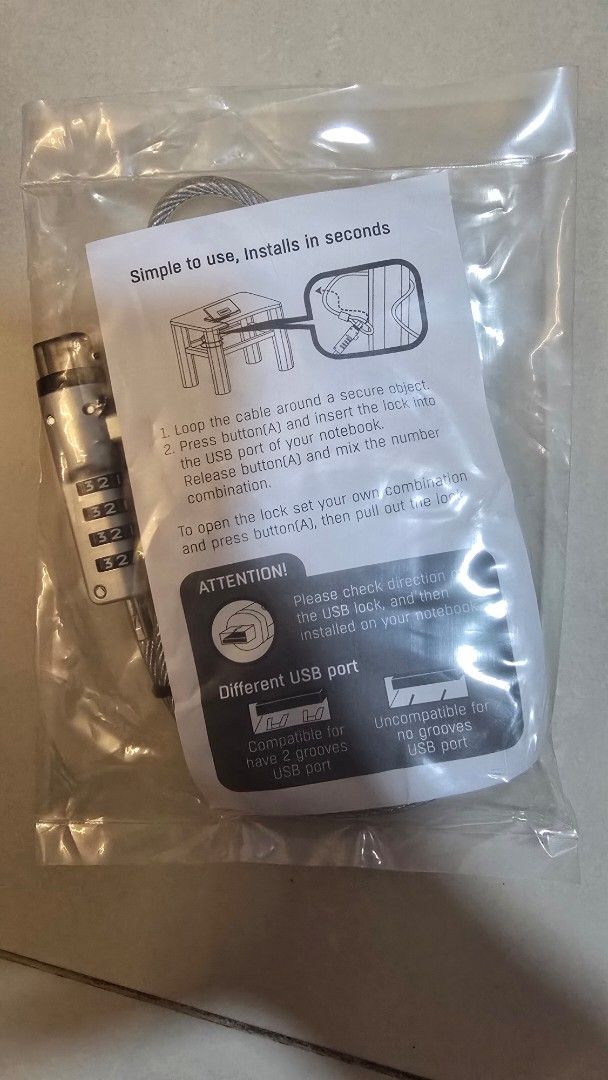 Simple to use, Installs in seconds
1. Loop the cable around a secure object.
2. Press button(A) and insert the lock into
the USB port of your notebook.
Release button(A) and mix the number
combination.
To open the lock set your own combination
and press button(A), then pull out the lock
ATTENTION!
Please check direction
the USB lock, and then
installed on your notebook
Different USB port
Compatible for
have 2 grooves
USB port
Uncompatible for
no grooves
USB port
32
32
32
32